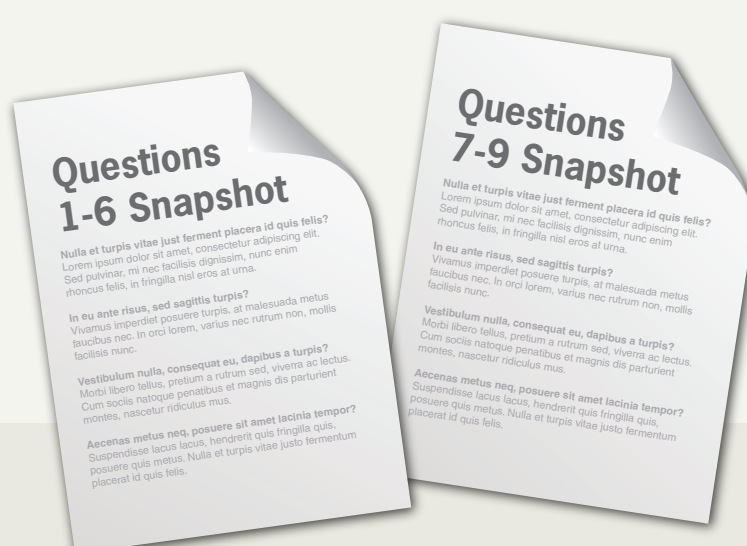 Questions
1-6 Snapshot
Nulla et turpis vitae just ferment placera id quis felis?
Lorem ipsum dolor sit amet, consectetur adipiscing elit.
Sed pulvinar, mi nec facilisis dignissim, nunc enim
rhoncus felis, in fringilla nisl eros at urna.
In eu ante risus, sed sagittis turpis?
Vivamus imperdiet posuere turpis, at malesuada metus
faucibus nec. In orci lorem, varius nec rutrum non, mollis
facilisis nunc.
Vestibulum nulla, consequat eu, dapibus a turpis?
Morbi libero tellus, pretium a rutrum sed, viverra ac lectus.
Cum sociis natoque penatibus et magnis dis parturient
montes, nascetur ridiculus mus.
Aecenas metus neq, posuere sit amet lacinia tempor?
Suspendisse lacus lacus, hendrerit quis fringilla quis,
posuere quis metus. Nulla et turpis vitae justo fermentum
placerat id quis felis.
Questions
7-9 Snapshot
Nulla et turpis vitae just ferment placera id quis felis?
Lorem ipsum dolor sit amet, consectetur adipiscing elit.
Sed pulvinar, mi nec facilisis dignissim, nunc enim
rhoncus felis, in fringilla nisl eros at urna.
In eu ante risus, sed sagittis turpis?
Vivamus imperdiet posuere turpis, at malesuada metus
faucibus nec. In orci lorem, varius nec rutrum non, mollis
facilisis nunc.
Vestibulum nulla, consequat eu, dapibus a turpis?
Morbi libero tellus, pretium a rutrum sed, viverra ac lectus.
Cum sociis natoque penatibus et magnis dis parturient
montes, nascetur ridiculus mus.
Aecenas metus neq, posuere sit amet lacinia tempor?
Suspendisse lacus lacus, hendrerit quis fringilla quis,
posuere quis metus. Nulla et turpis vitae justo fermentum
placerat id quis felis.